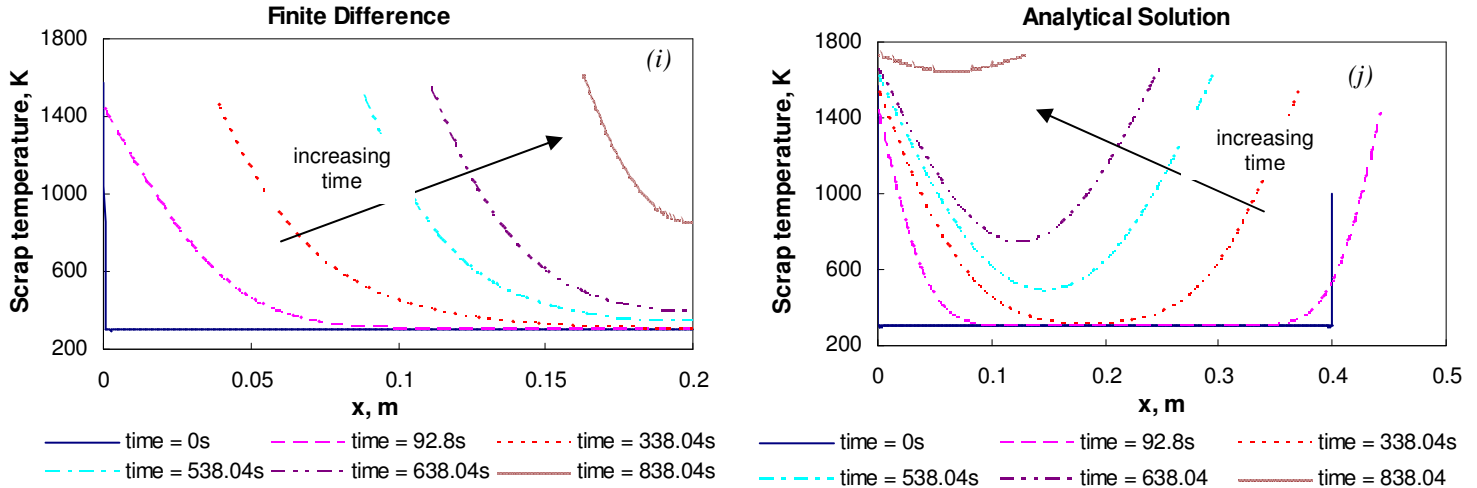 Finite Difference
(i)
Scrap temperature, K
1800
1400
1000
600
200
increasing
time
0
0.05
0.1
0.15
0.2
x, m
time = 0s
time = 92.8s
time = 338.04s
time = 538.04s
time = 638.04s
time = 838.04s
Analytical Solution
(j)
Scrap temperature, K
1800
1400
1000
600
200
increasing
time
0
0.1
0.2
0.3
0.4
0.5
x, m
time = 0s
time = 92.8s
time = 338.04s
time = 538.04s
time = 638.04
time = 838.04